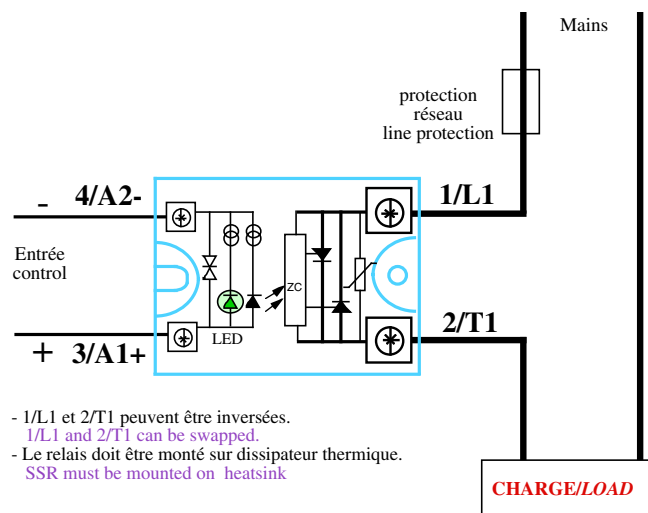 Mains
protection
réseau
line protection
- 4/A2-
1/L1
Entrée
control
ZC
LED
+ 3/A1+
2/T1
- 1/L1 et 2/T1 peuvent être inversées.
1/L1 and 2/T1 can be swapped.
- Le relais doit être monté sur dissipateur thermique.
SSR must be mounted on heatsink
CHARGE/LOAD